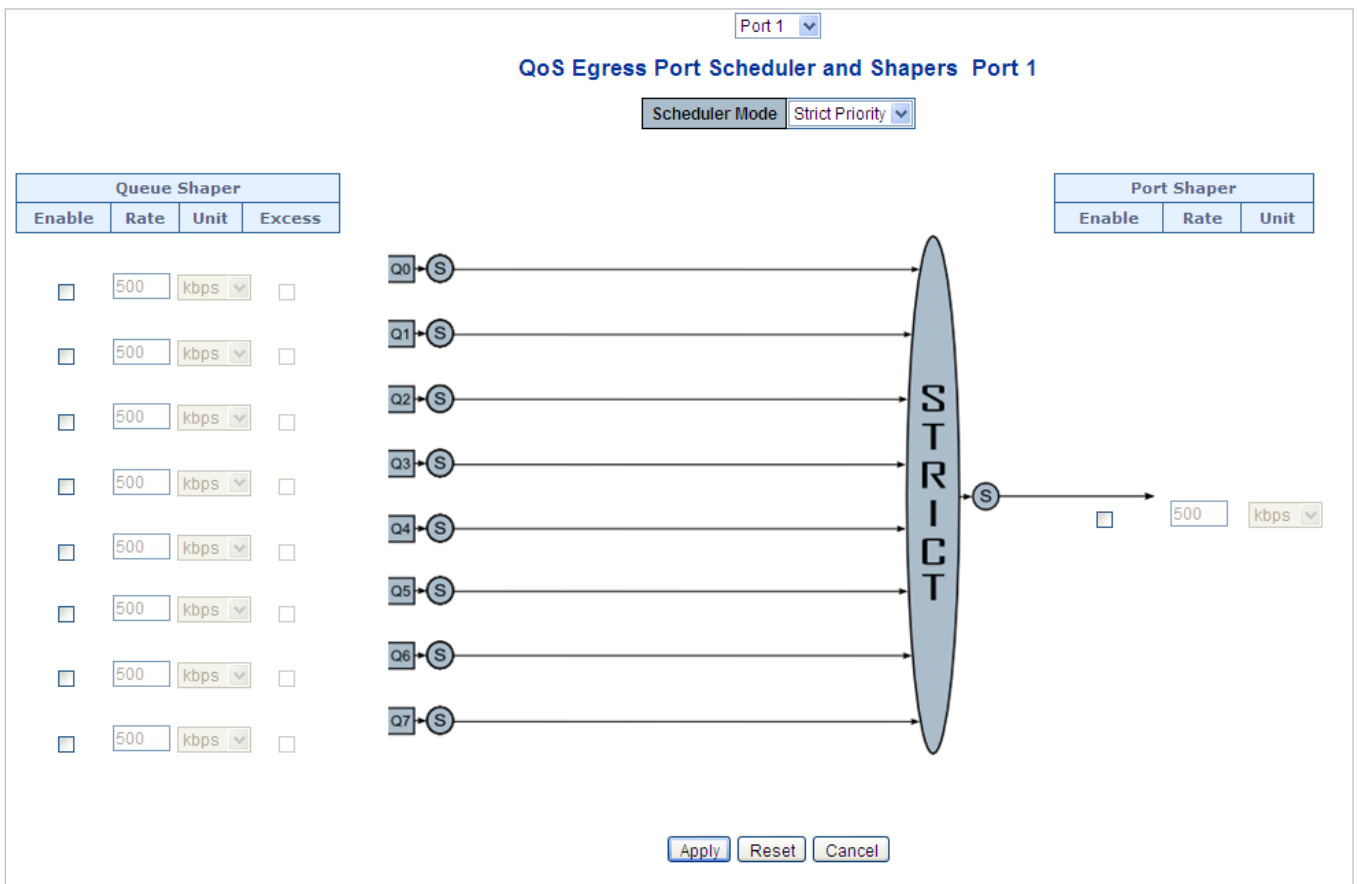 Port 1
QoS Egress Port Scheduler and Shapers Port 1
Scheduler Mode Strict Priority
Queue Shaper
Enable Rate Unit Excess
Port Shaper
Enable Rate Unit
500 kbps Q0 S
500 kbps Q1 S
500 kbps Q2 S
500 kbps Q3 S
500 kbps Q4 S
500 kbps Q5 S
500 kbps Q6 S
500 kbps Q7 S
STRICT
S
500 kbps
Apply Reset Cancel